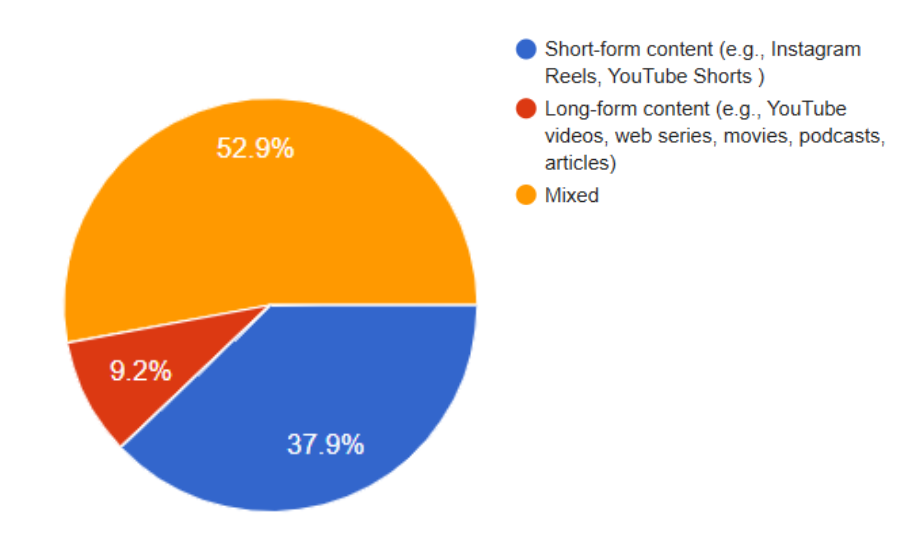 Short-form content (e.g., Instagram
Reels, YouTube Shorts )
Long-form content (e.g., YouTube
videos, web series, movies, podcasts,
articles)
Mixed
52.9%
9.2%
37.9%